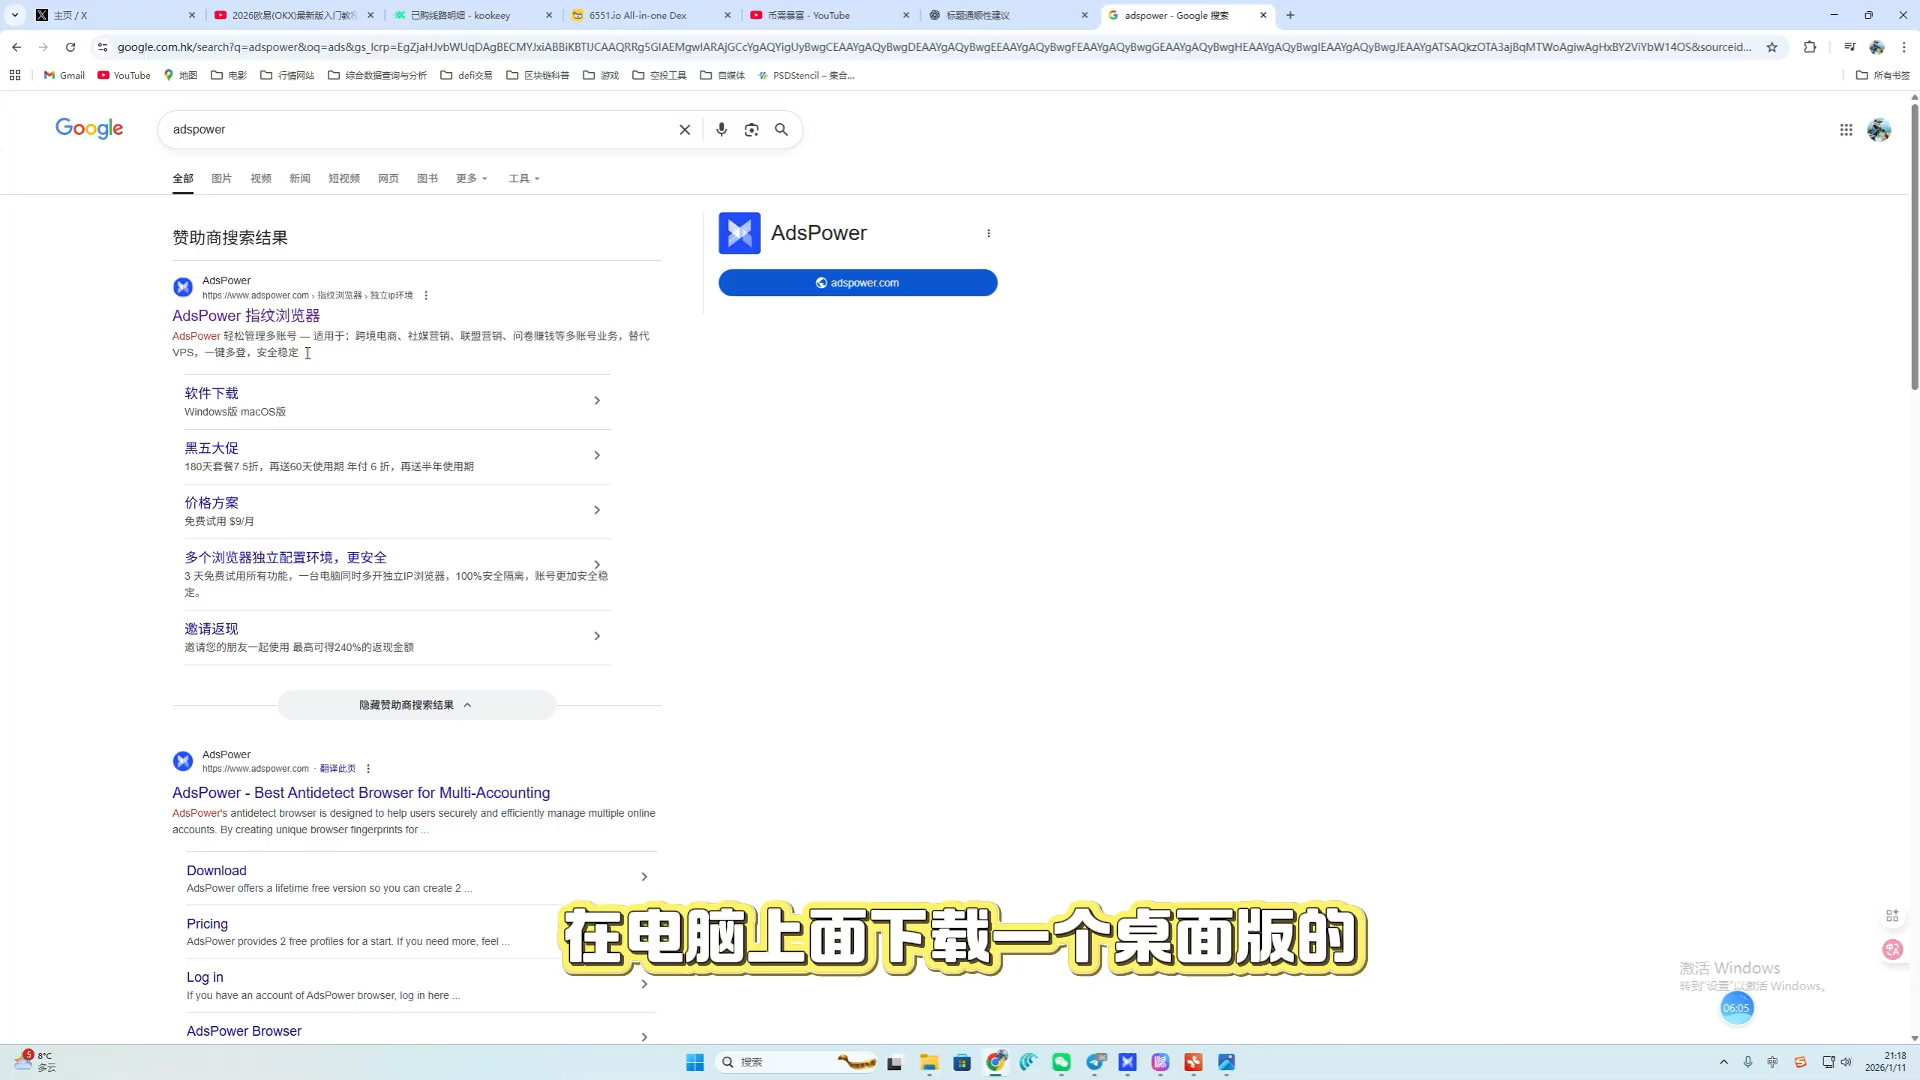 主页 / X
2026欧易(OKX)最新版入门教程
已购线路明细 - kookeey
6551.io All-in-one Dex
币需暴富 - YouTube
标题通顺性建议
adspower - Google 搜索
Gmail
YouTube
地图
电影
行情网站
综合数据查询与分析
defi交易
区块链科普
游戏
空投工具
自媒体
PSDStencil – 集合...
所有书签
Google
adspower
全部
图片
视频
新闻
短视频
网页
图书
更多
工具
赞助商搜索结果
AdsPower
https://www.adspower.com › 指纹浏览器 › 独立ip环境
AdsPower 指纹浏览器
AdsPower 轻松管理多账号 — 适用于：跨境电商、社媒营销、联盟营销、问卷赚钱等多账号业务，替代
VPS，一键多登，安全稳定
软件下载
Windows版 macOS版
黑五大促
180天套餐7.5折，再送60天使用期 年付 6 折，再送半年使用期
价格方案
免费试用 $9/月
多个浏览器独立配置环境，更安全
3 天免费试用所有功能，一台电脑同时多开独立IP浏览器，100%安全隔离，账号更加安全稳
定。
邀请返现
邀请您的朋友一起使用 最高可得240%的返现金额
隐藏赞助商搜索结果
AdsPower
https://www.adspower.com · 翻译此页
AdsPower - Best Antidetect Browser for Multi-Accounting
AdsPower's antidetect browser is designed to help users securely and efficiently manage multiple online
accounts. By creating unique browser fingerprints for ...
Download
AdsPower offers a lifetime free version so you can create 2 ...
Pricing
AdsPower provides 2 free profiles for a start. If you need more, feel ...
Log in
If you have an account of AdsPower browser, log in here ...
AdsPower Browser
AdsPower
adspower.com
在电脑上面下载一个桌面版的
激活 Windows
转到"设置"以激活 Windows。
06:05
5
8°C
多云
搜索
中
21:18
2026/1/11